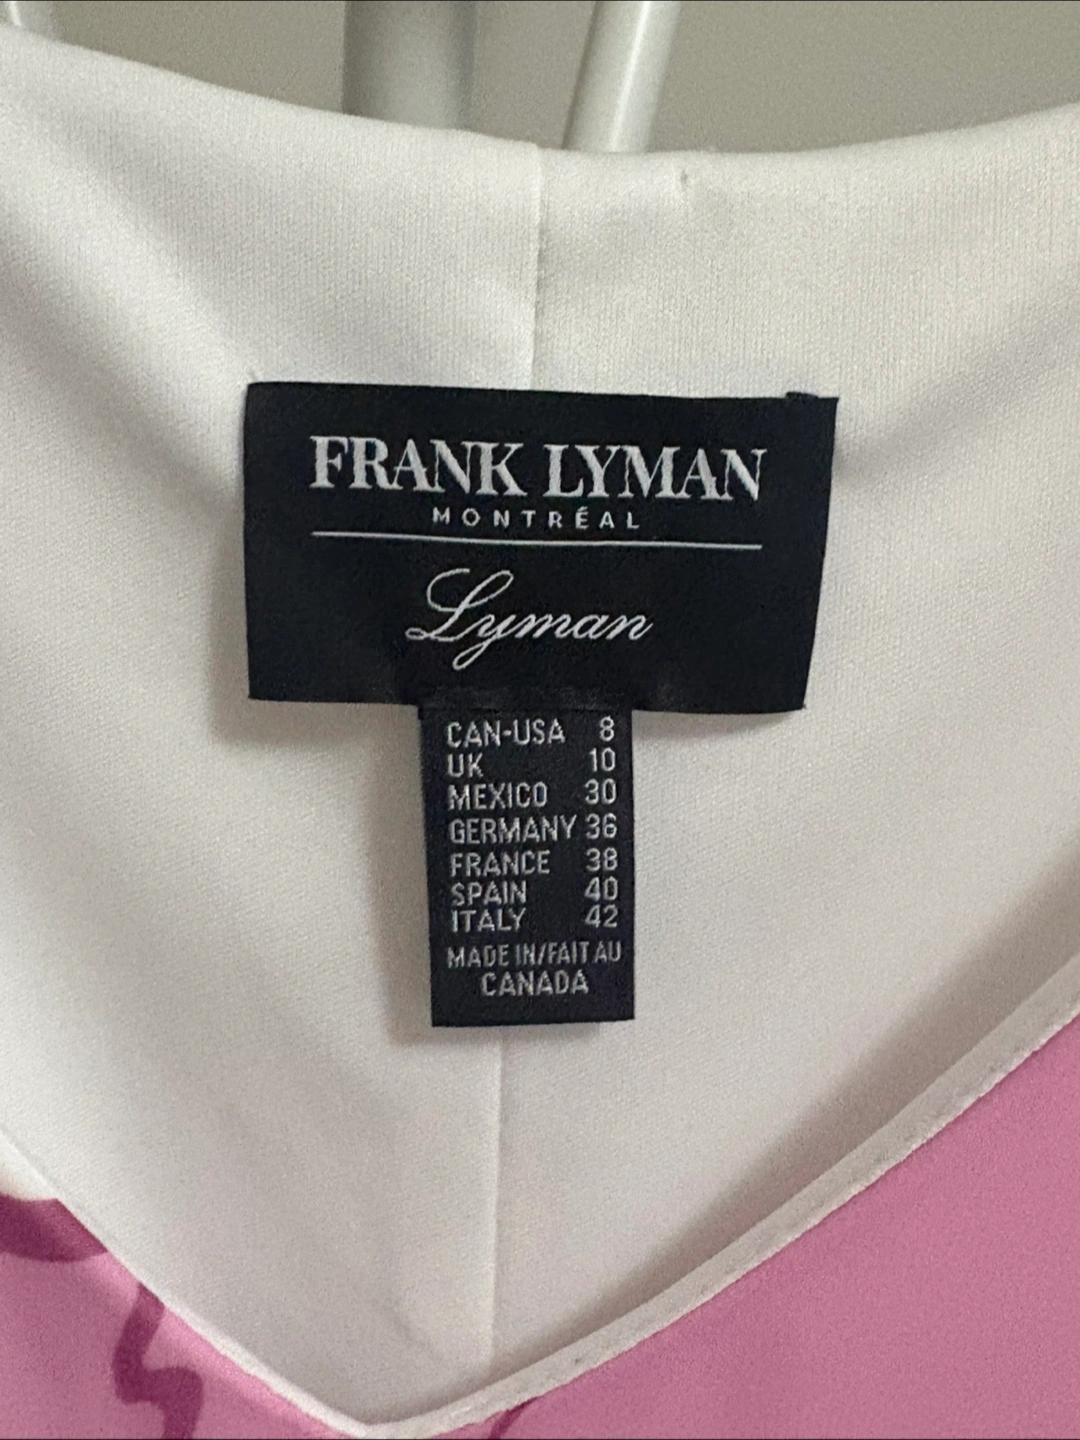 FRANK LYMAN
MONTRÉAL
Lyman
CAN-USA 8
UK 10
MEXICO 30
GERMANY 36
FRANCE 38
SPAIN 40
ITALY 42
MADE IN/FAIT AU
CANADA